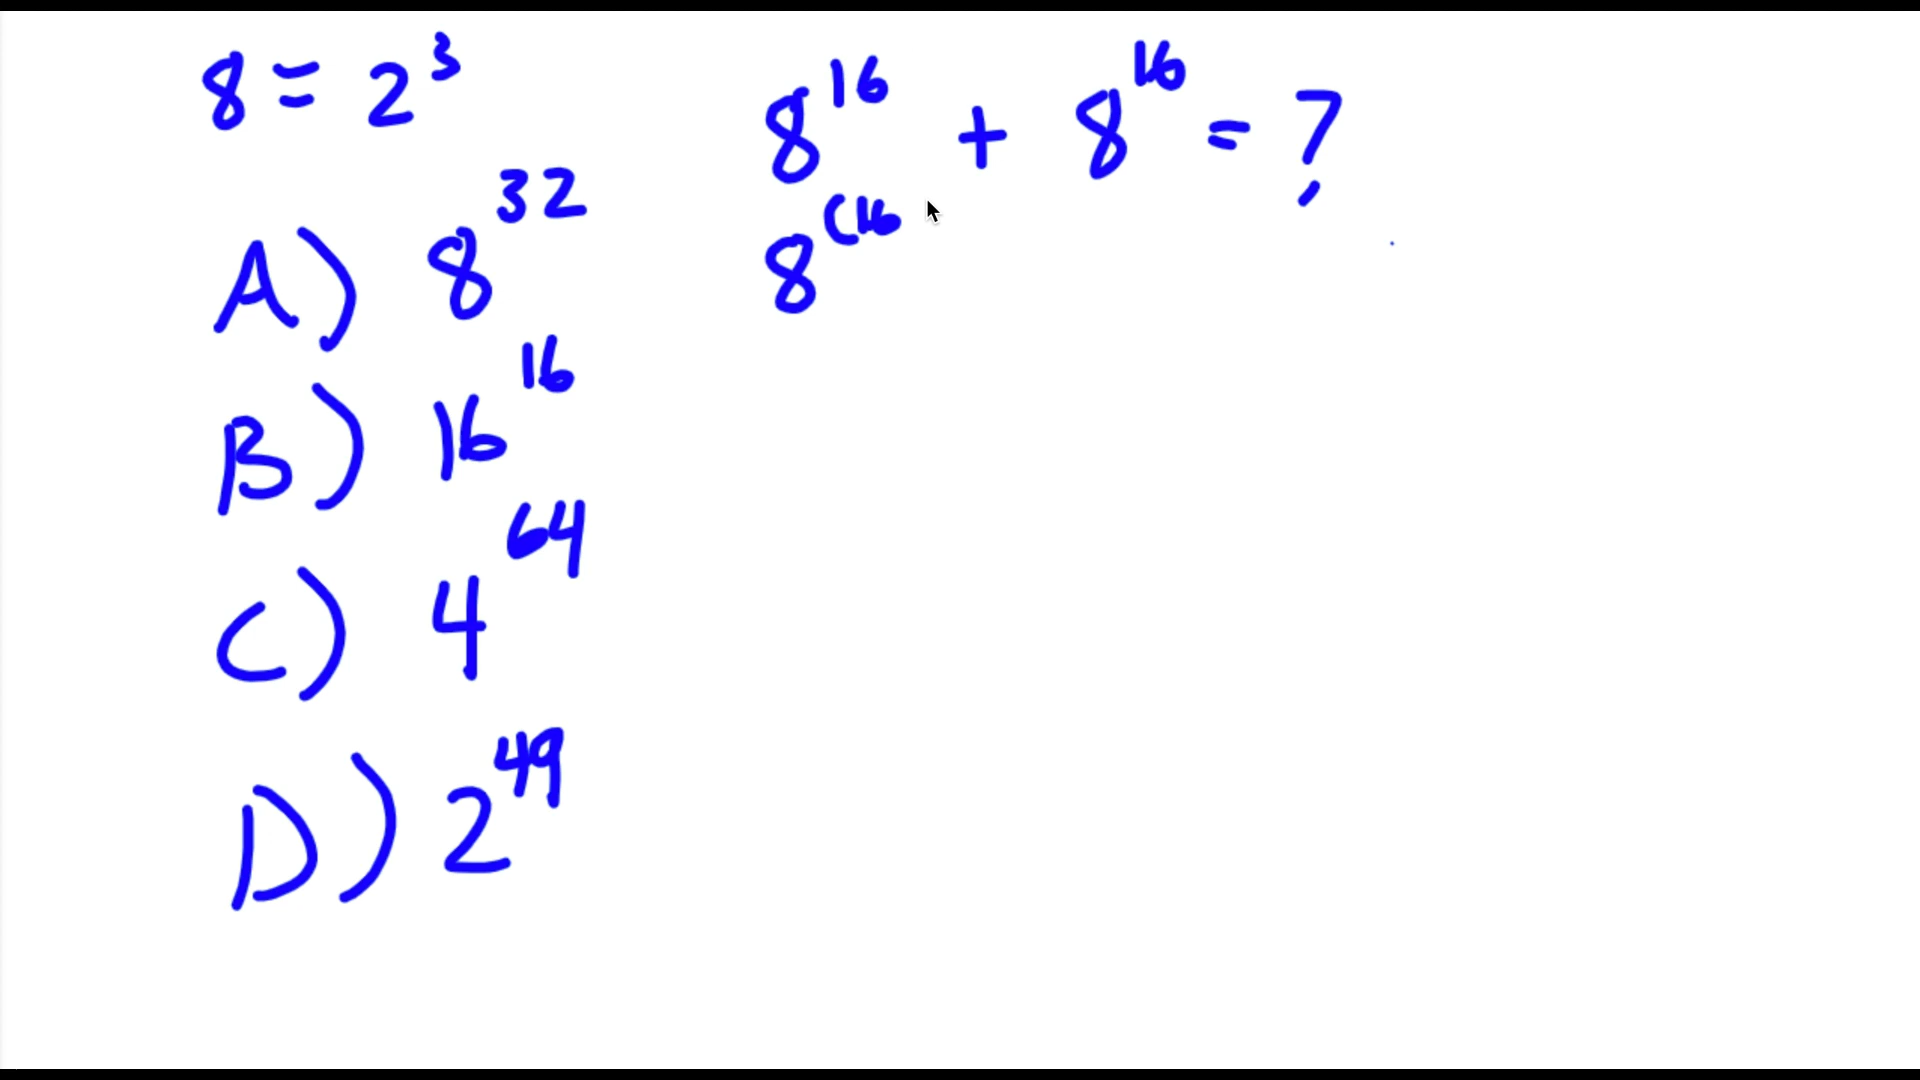 8 = 2^3
8^16 + 8^16 = ?
8^(16
A) 8^32
B) 16^16
C) 4^64
D) 2^49